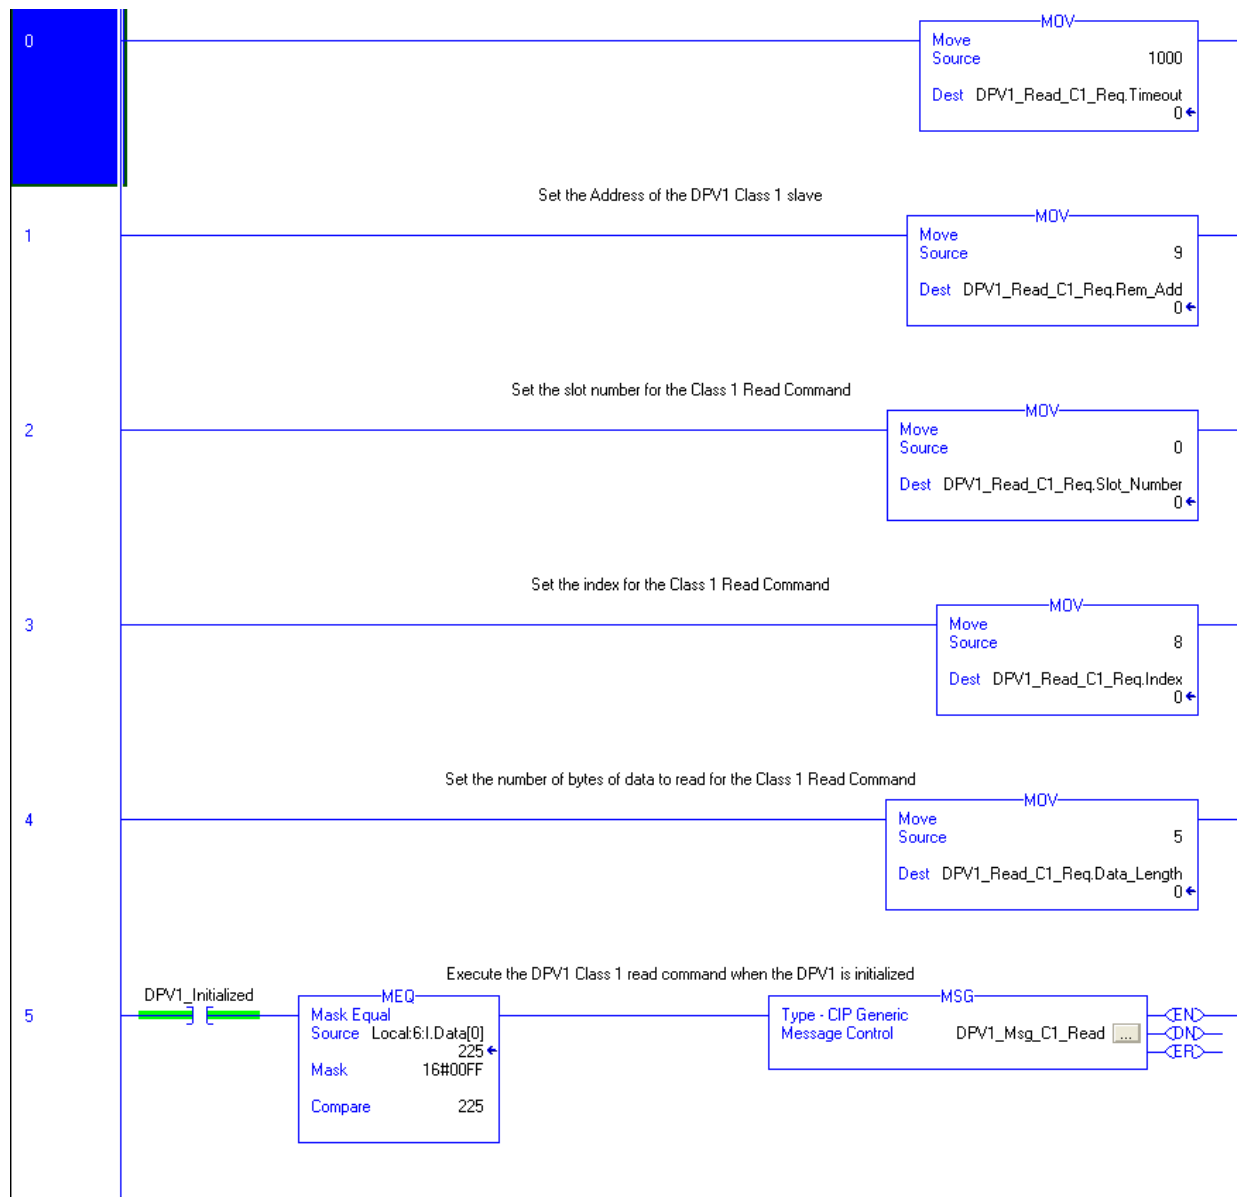 MOV
0
Move
Source 1000
Dest DPV1_Read_C1_Req.Timeout
0
Set the Address of the DPV1 Class 1 slave
MOV
1
Move
Source 9
Dest DPV1_Read_C1_Req.Rem_Add
0
Set the slot number for the Class 1 Read Command
MOV
2
Move
Source 0
Dest DPV1_Read_C1_Req.Slot_Number
0
Set the index for the Class 1 Read Command
MOV
3
Move
Source 8
Dest DPV1_Read_C1_Req.Index
0
Set the number of bytes of data to read for the Class 1 Read Command
MOV
4
Move
Source 5
Dest DPV1_Read_C1_Req.Data_Length
0
Execute the DPV1 Class 1 read command when the DPV1 is initialized
DPV1_Initialized
5
MEQ
Mask Equal
Source Local:6:I.Data[0]
225
Mask 16#00FF
Compare 225
MSG
Type - CIP Generic
Message Control DPV1_Msg_C1_Read ...
EN
DN
ER